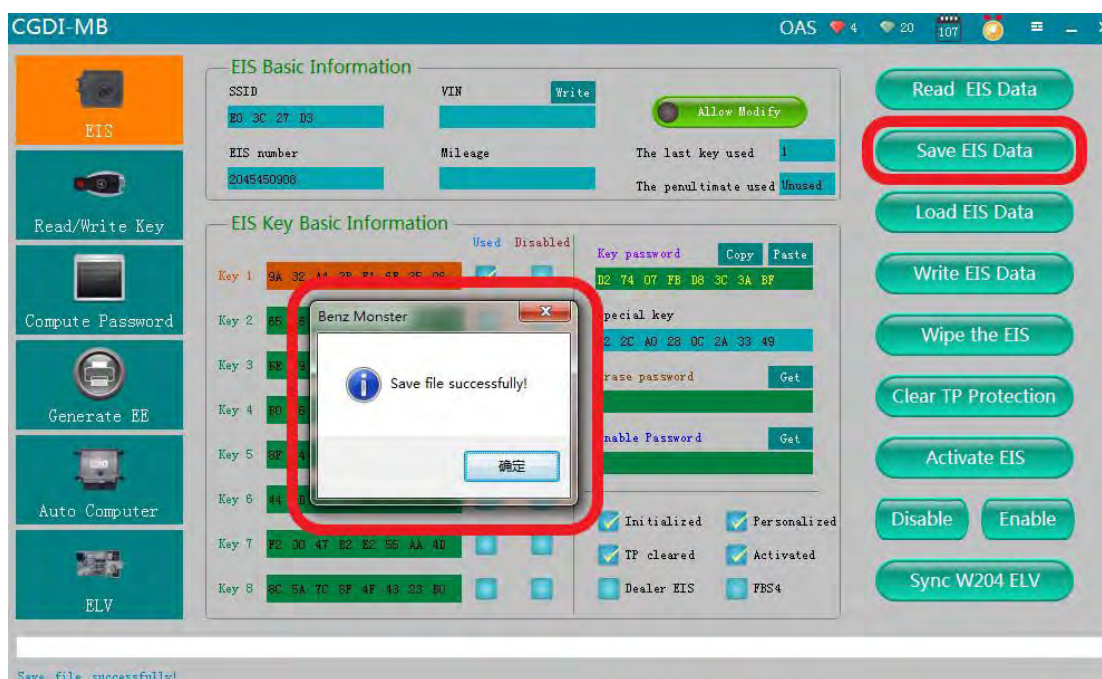 CGDI-MB OAS 4 20 107
EIS
Read/Write Key
Compute Password
Generate EE
Auto Computer
ELV
EIS Basic Information
SSID VIN Write
E0 3C 27 D3
Allow Modify
EIS number Mileage The last key used 1
2045450908
The penultimate used Unused
EIS Key Basic Information
Used Disabled
Key 1 9A 32
Key 2
Key 3
Key 4
Key 5
Key 6 44
Key 7 F2 00 47 B2 E2 55 AA 4D
Key 8 8C 5A 7C 8F 4F 43 23 B0
Key password Copy Paste
D2 74 07 FB D8 3C 3A BF
pecial key
2 2C A0 28 0C 2A 33 49
rase password Get
nable Password Get
Initialized Personalized
TP cleared Activated
Dealer EIS FBS4
Benz Monster
Save file successfully!
确定
Read EIS Data
Save EIS Data
Load EIS Data
Write EIS Data
Wipe the EIS
Clear TP Protection
Activate EIS
Disable Enable
Sync W204 ELV
Save file successfully!